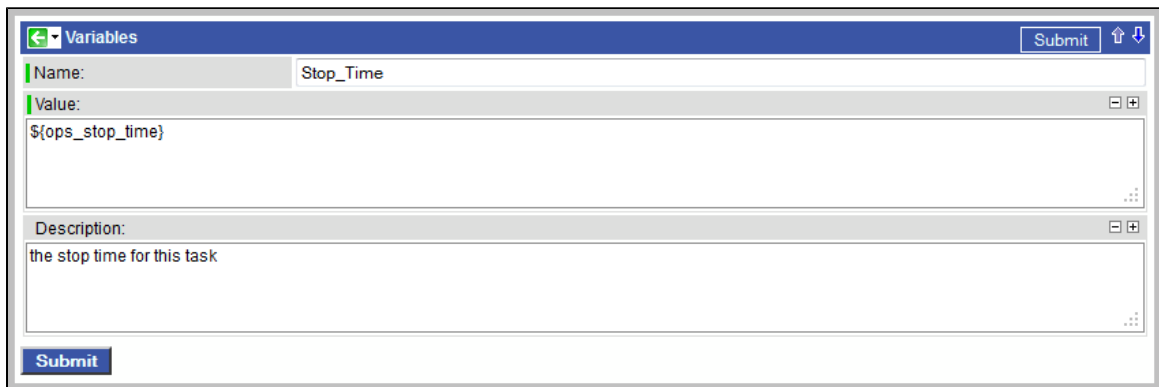 Variables
Submit
Name:
Stop_Time
Value:
${ops_stop_time}
Description:
the stop time for this task
Submit